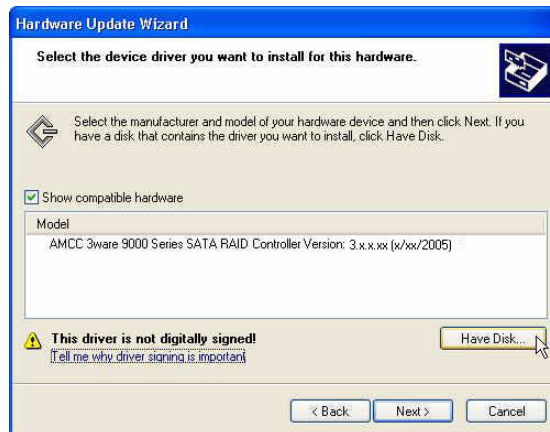 Hardware Update Wizard
Select the device driver you want to install for this hardware.
Select the manufacturer and model of your hardware device and then click Next. If you
have a disk that contains the driver you want to install, click Have Disk.
Show compatible hardware
Model
AMCC 3ware 9000 Series SATA RAID Controller Version: 3.x.x.xx (x/xx/2005)
This driver is not digitally signed!
Have Disk...
Tell me why driver signing is important
< Back
Next >
Cancel